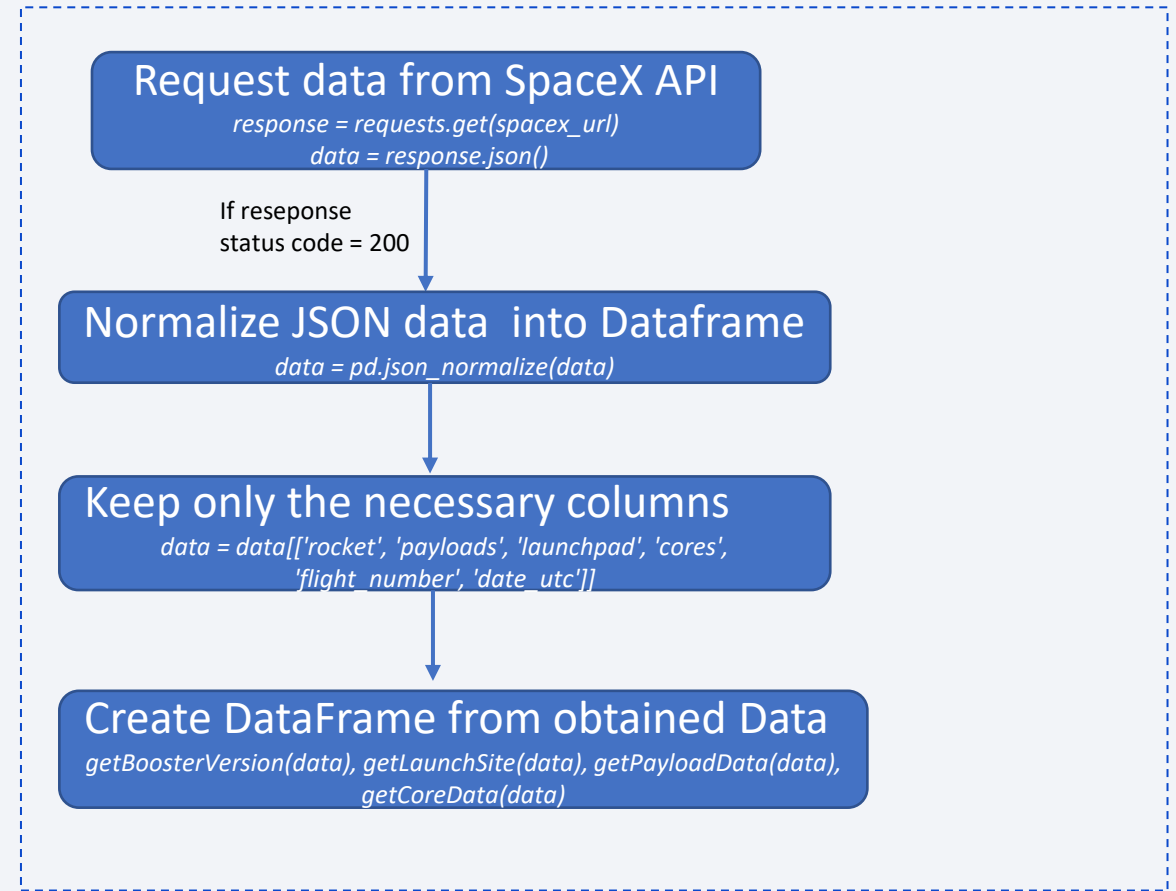 Request data from SpaceX API
response = requests.get(spacex_url)
data = response.json()
If reseponse
status code = 200
Normalize JSON data  into Dataframe
data = pd.json_normalize(data)
Keep only the necessary columns
data = data[['rocket', 'payloads', 'launchpad', 'cores',
'flight_number', 'date_utc']]
Create DataFrame from obtained Data
getBoosterVersion(data), getLaunchSite(data), getPayloadData(data),
getCoreData(data)